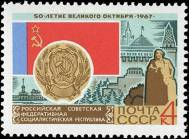 50-ЛЕТИЕ ВЕЛИКОГО ОКТЯБРЯ • 1967 •
РОССИЙСКАЯ СОВЕТСКАЯ
ФЕДЕРАТИВНАЯ
СОЦИАЛИСТИЧЕСКАЯ РЕСПУБЛИКА
ПОЧТА
СССР
4